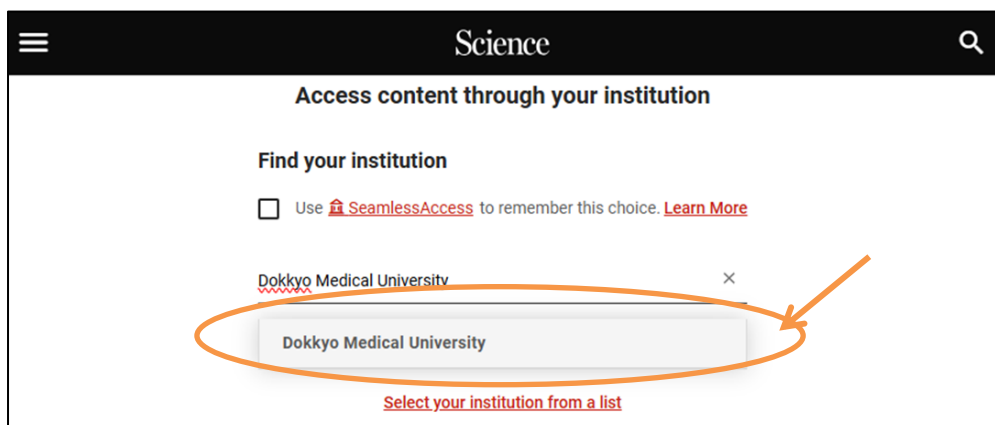 Science
Access content through your institution
Find your institution
Use SeamlessAccess to remember this choice. Learn More
Dokkyo Medical University
Dokkyo Medical University
Select your institution from a list